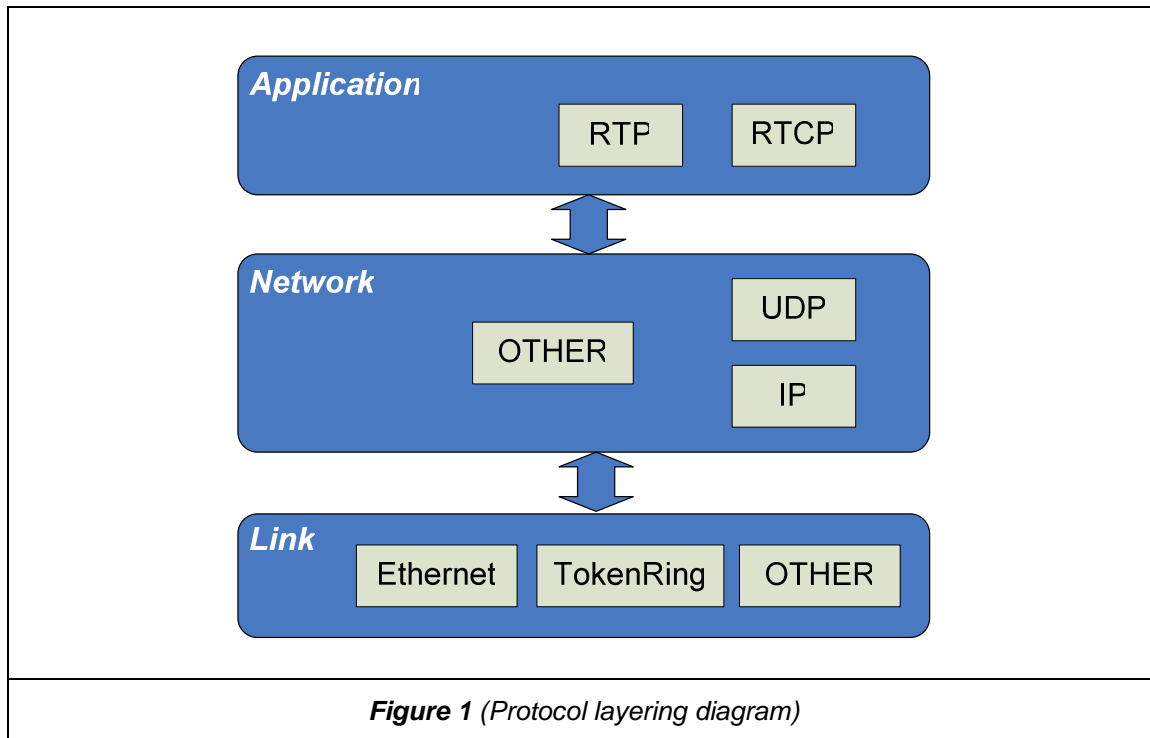 Application
RTP
RTCP
Network
UDP
OTHER
IP
Link
Ethernet
TokenRing
OTHER
Figure 1 (Protocol layering diagram)